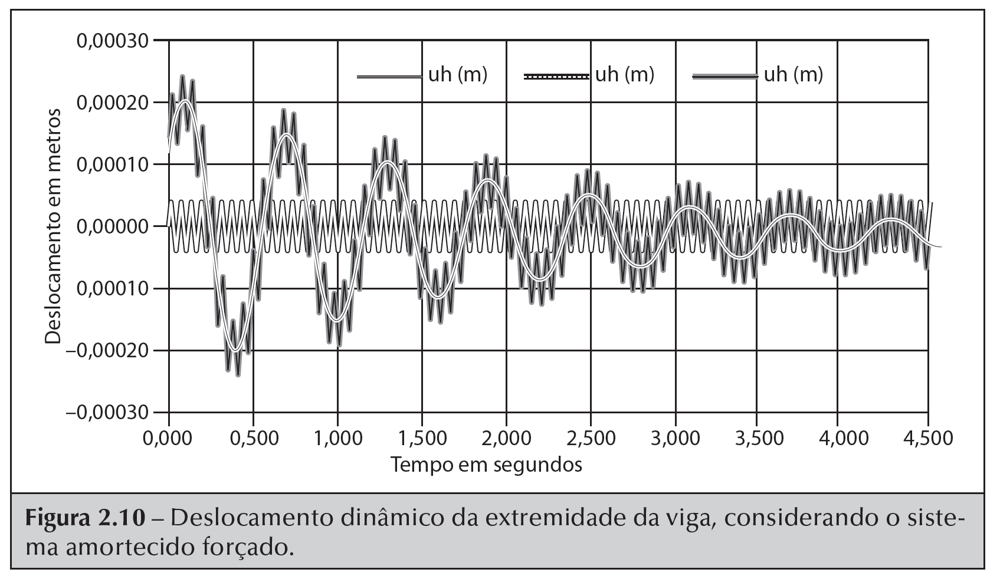 0,00030
0,00020
0,00010
0,00000
0,00010
–0,00020
–0,00030
Deslocamento em metros
uh (m) uh (m) uh (m)
0,000 0,500 1,000 1,500 2,000 2,500 3,000 3,500 4,000 4,500
Tempo em segundos
Figura 2.10 – Deslocamento dinâmico da extremidade da viga, considerando o siste-
ma amortecido forçado.